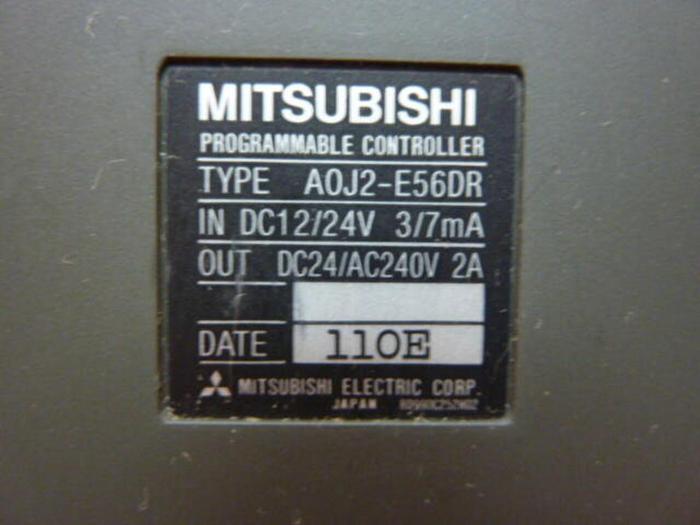 MITSUBISHI
PROGRAMMABLE CONTROLLER
TYPE A0J2-E56DR
IN DC12/24V 3/7mA
OUT DC24/AC240V 2A
DATE 110E
MITSUBISHI ELECTRIC CORP.
JAPAN